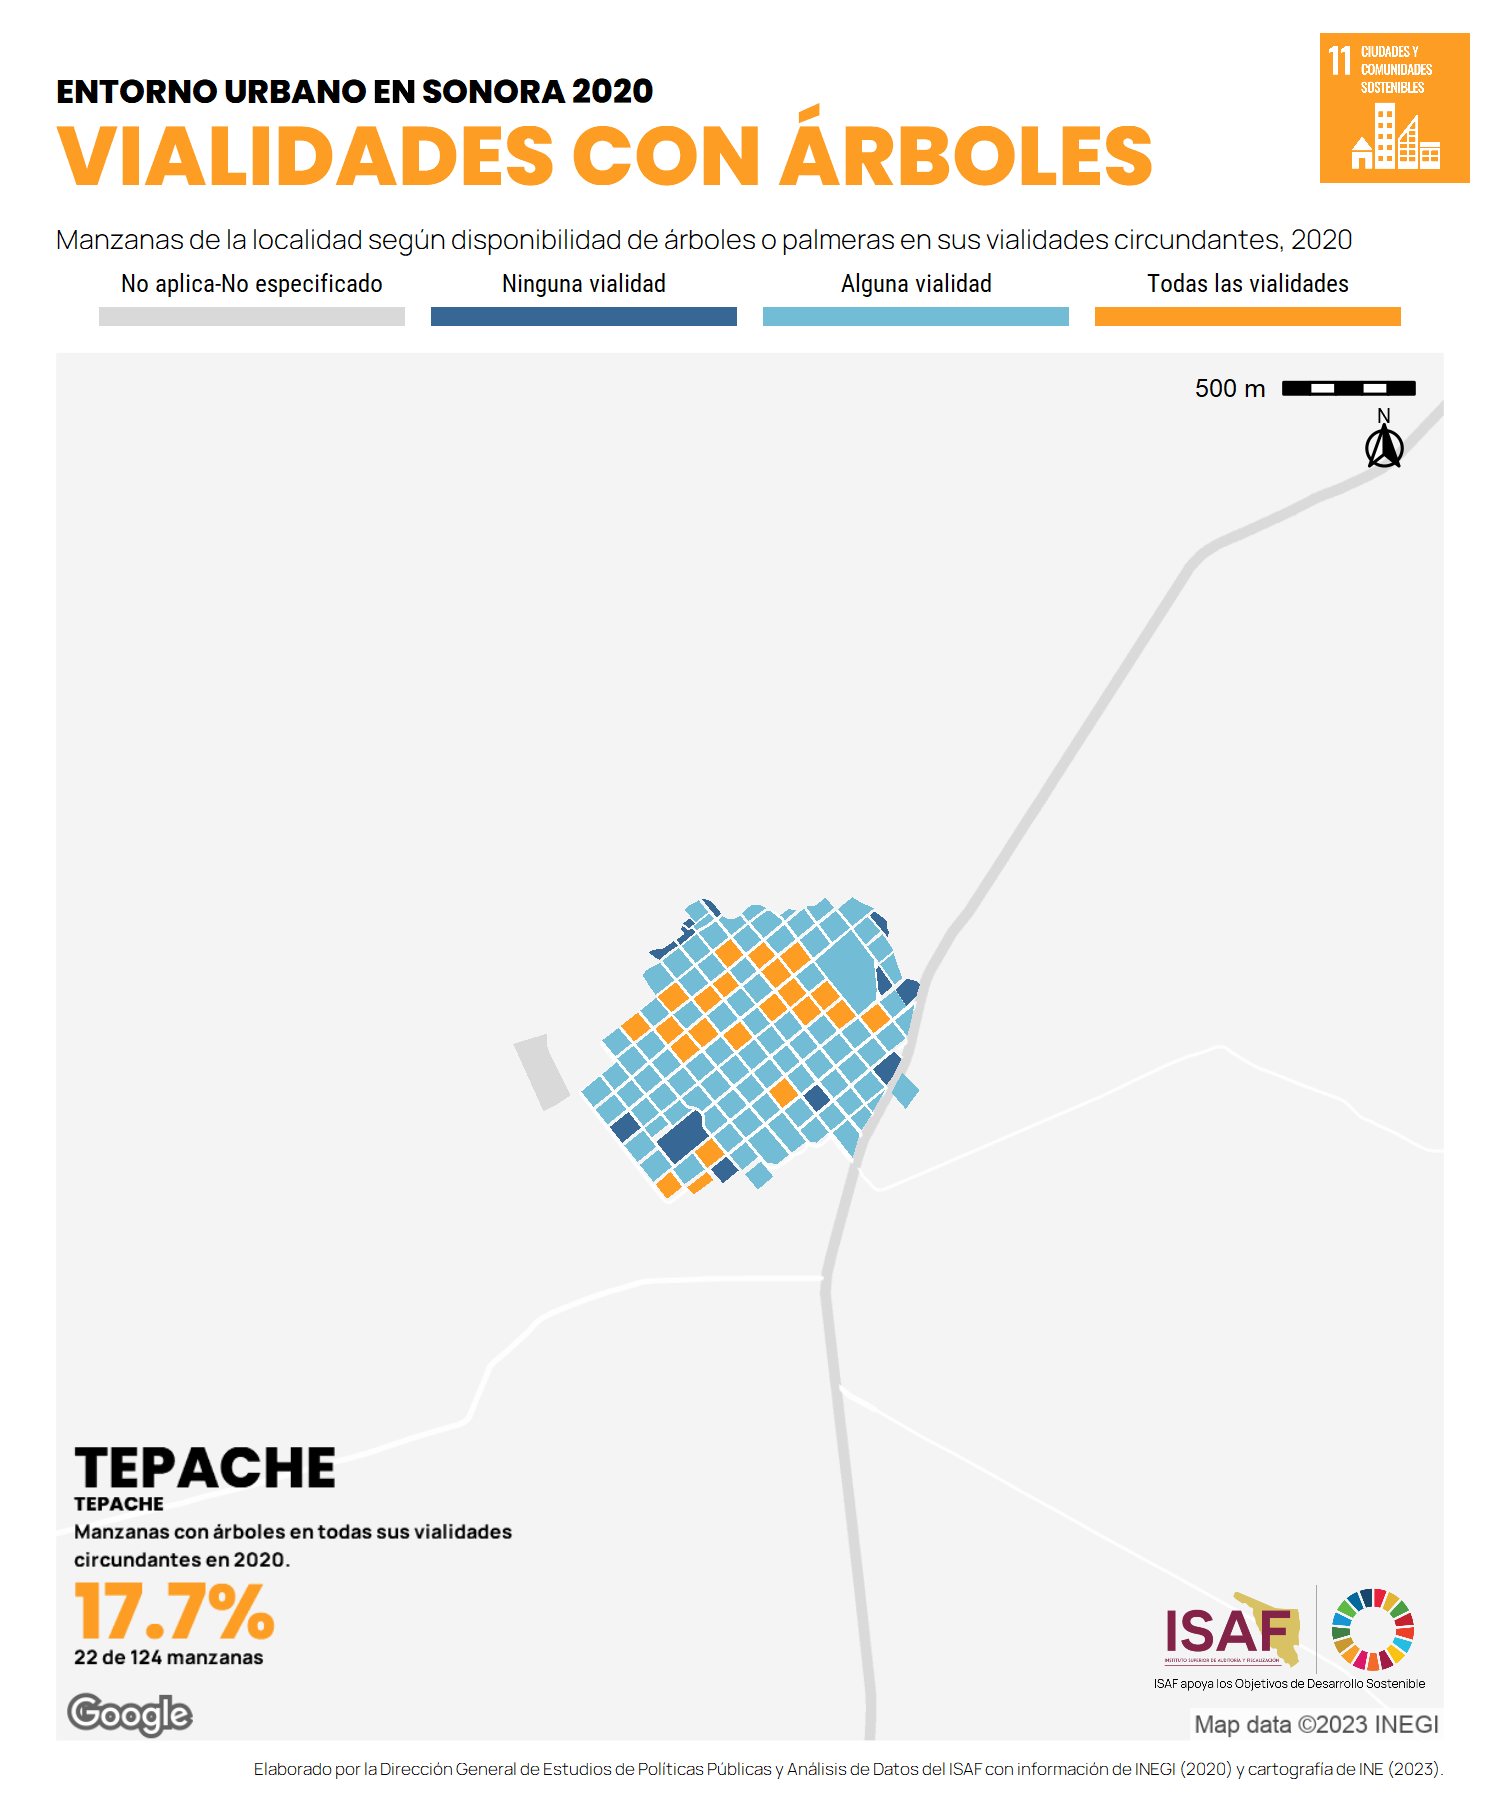 11 CIUDADES Y
COMUNIDADES
SOSTENIBLES
ENTORNO URBANO EN SONORA 2020
VIALIDADES CON ÁRBOLES
Manzanas de la localidad según disponibilidad de árboles o palmeras en sus vialidades circundantes, 2020
No aplica-No especificado
Ninguna vialidad
Alguna vialidad
Todas las vialidades
500 m
N
TEPACHE
TEPACHE
Manzanas con árboles en todas sus vialidades
circundantes en 2020.
17.7%
22 de 124 manzanas
Google
ISAF
INSTITUTO SUPERIOR DE AUDITORÍA Y FISCALIZACIÓN
ISAF apoya los Objetivos de Desarrollo Sostenible
Map data ©2023 INEGI
Elaborado por la Dirección General de Estudios de Políticas Públicas y Análisis de Datos del ISAF con información de INEGI (2020) y cartografía de INE (2023).